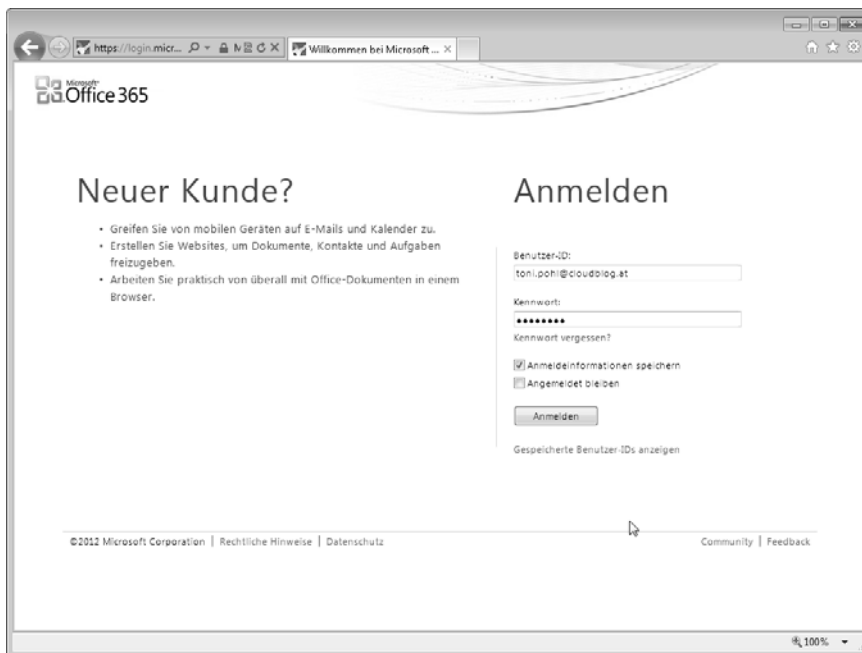 https://login.micr...
Willkommen bei Microsoft ...
Microsoft®
Office 365
Neuer Kunde?
• Greifen Sie von mobilen Geräten auf E-Mails und Kalender zu.
• Erstellen Sie Websites, um Dokumente, Kontakte und Aufgaben
freizugeben.
• Arbeiten Sie praktisch von überall mit Office-Dokumenten in einem
Browser.
Anmelden
Benutzer-ID:
toni.pohl@cloudblog.at
Kennwort:
••••••••
Kennwort vergessen?
Anmeldeinformationen speichern
Angemeldet bleiben
Anmelden
Gespeicherte Benutzer-IDs anzeigen
©2012 Microsoft Corporation | Rechtliche Hinweise | Datenschutz
Community | Feedback
100%